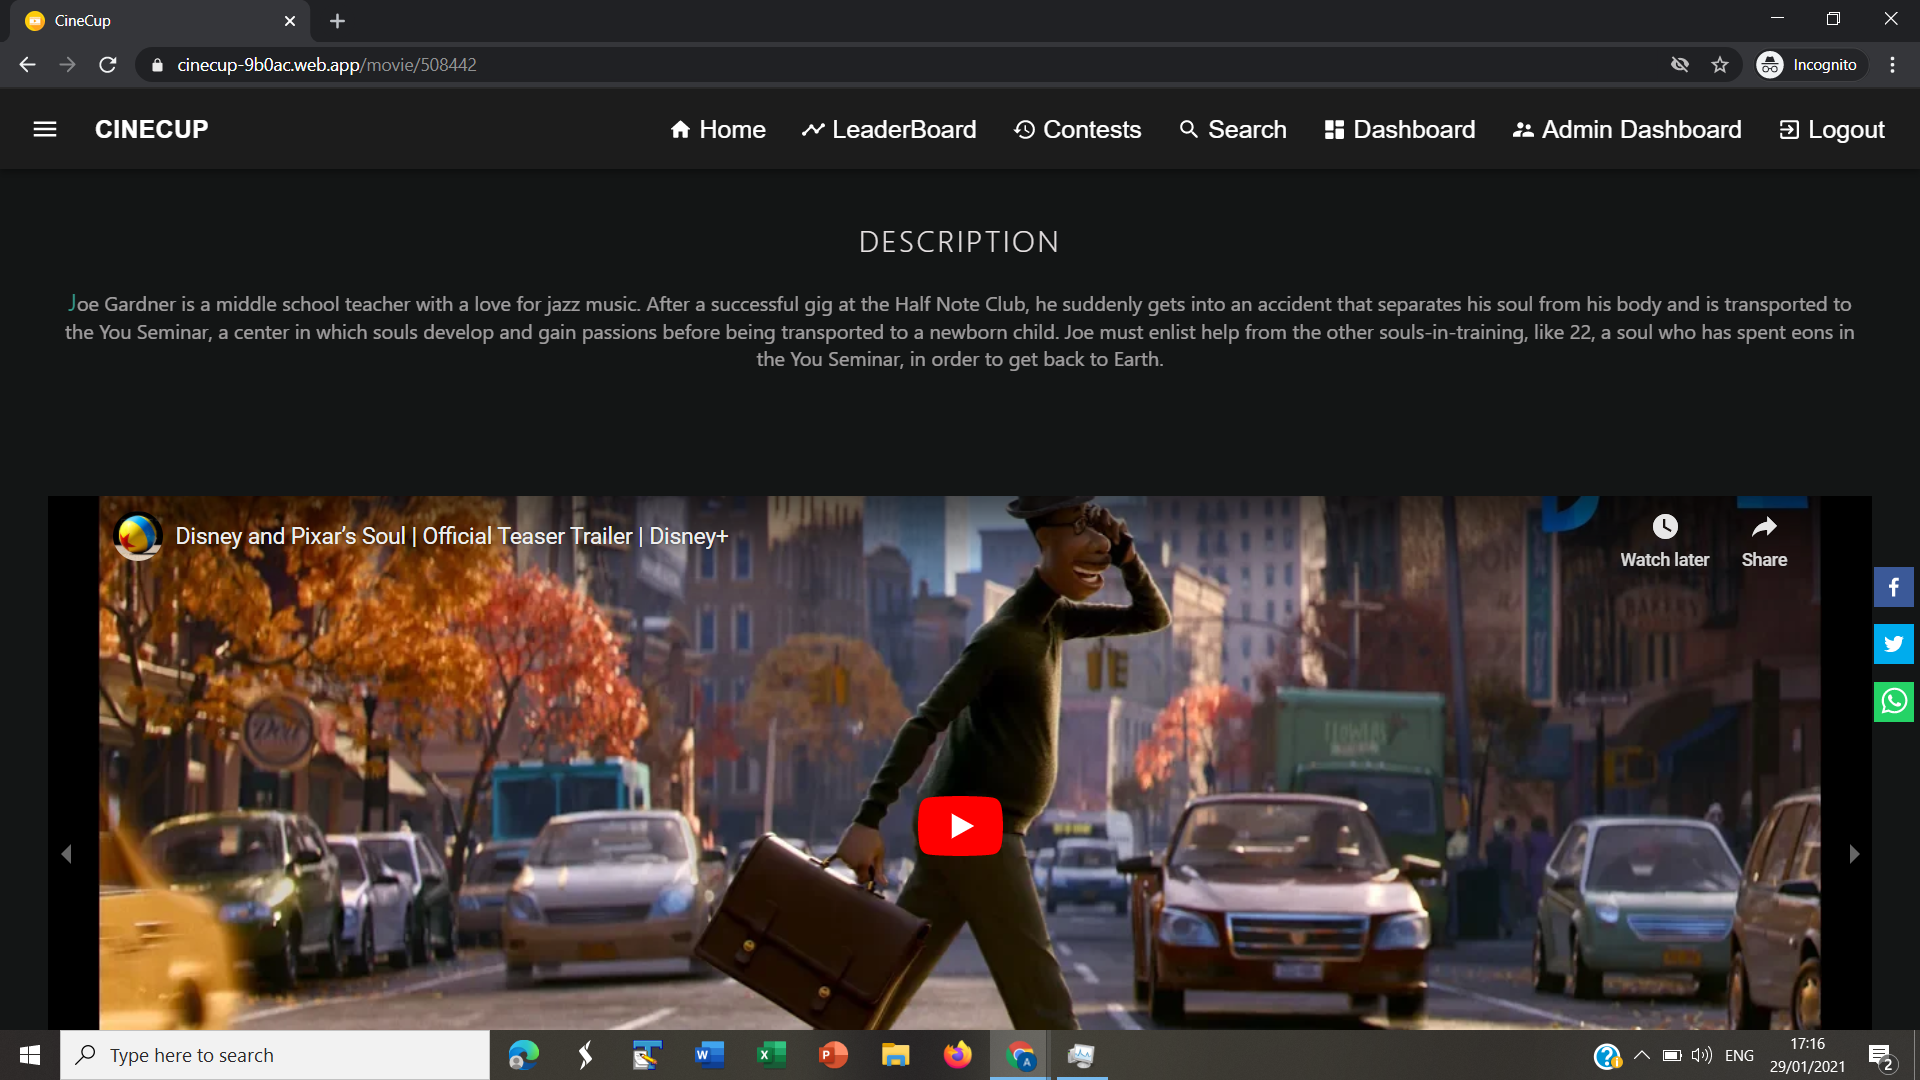 CineCup
cinecup-9b0ac.web.app/movie/508442
Incognito
CINECUP
Home
LeaderBoard
Contests
Search
Dashboard
Admin Dashboard
Logout
DESCRIPTION
Joe Gardner is a middle school teacher with a love for jazz music. After a successful gig at the Half Note Club, he suddenly gets into an accident that separates his soul from his body and is transported to
the You Seminar, a center in which souls develop and gain passions before being transported to a newborn child. Joe must enlist help from the other souls-in-training, like 22, a soul who has spent eons in
the You Seminar, in order to get back to Earth.
Disney and Pixar’s Soul | Official Teaser Trailer | Disney+
Watch later
Share
BAKERY
FLOWERS
Deli
Type here to search
ENG
17:16
29/01/2021
2